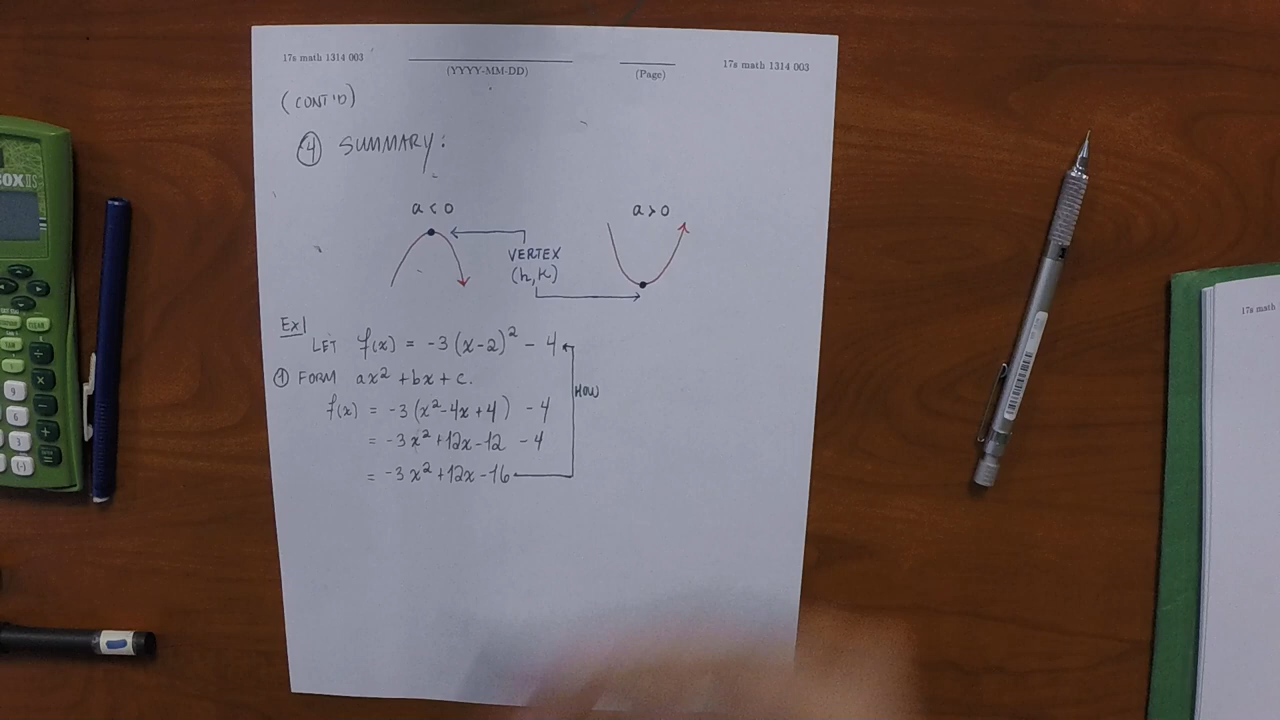 17s math 1314 003
(YYYY-MM-DD)
(Page)
17s math 1314 003
(CONT'D)
④ SUMMARY:
a < 0
a > 0
VERTEX
(h,k)
Ex1
LET f(x) = -3(x-2)² - 4
HOW
① FORM ax² + bx + c.
f(x) = -3(x²-4x+4) - 4
= -3x² +12x-12 - 4
= -3x² +12x -16
17s math